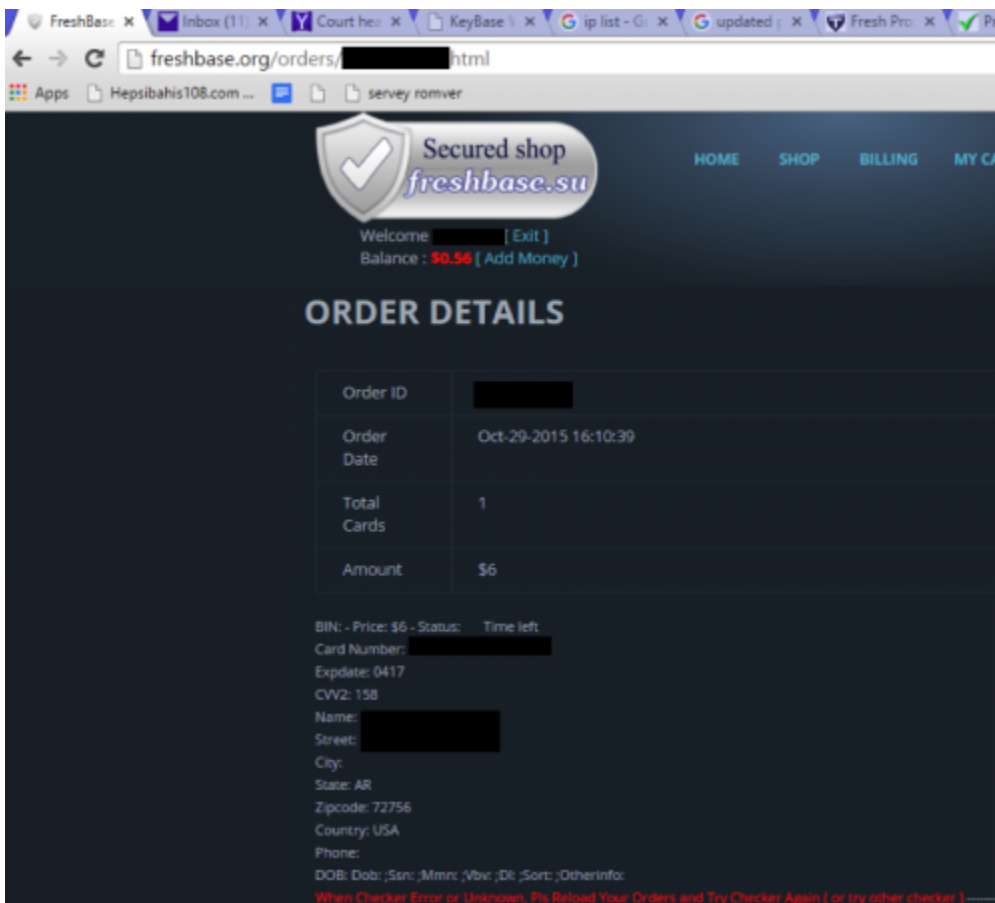 FreshBase Inbox (11) Court hea KeyBase ip list - G updated Fresh Pro
freshbase.org/orders/ html
Apps Hepsibahis108.com ... servey romver
Secured shop
freshbase.su
HOME SHOP BILLING MY CA
Welcome [ Exit ]
Balance : $0.56 [ Add Money ]
ORDER DETAILS
Order ID
Order Date Oct-29-2015 16:10:39
Total Cards 1
Amount $6
BIN: - Price: $6 - Status: Time left
Card Number:
Expdate: 0417
CVV2: 158
Name:
Street:
City:
State: AR
Zipcode: 72756
Country: USA
Phone:
DOB: Dob: ;Ssn: ;Mmn: ;Vbv: ;Dl: ;Sort: ;Otherinfo:
When Checker Error or Unknown, Pls Reload Your Orders and Try Checker Again ( or try other checker )-------